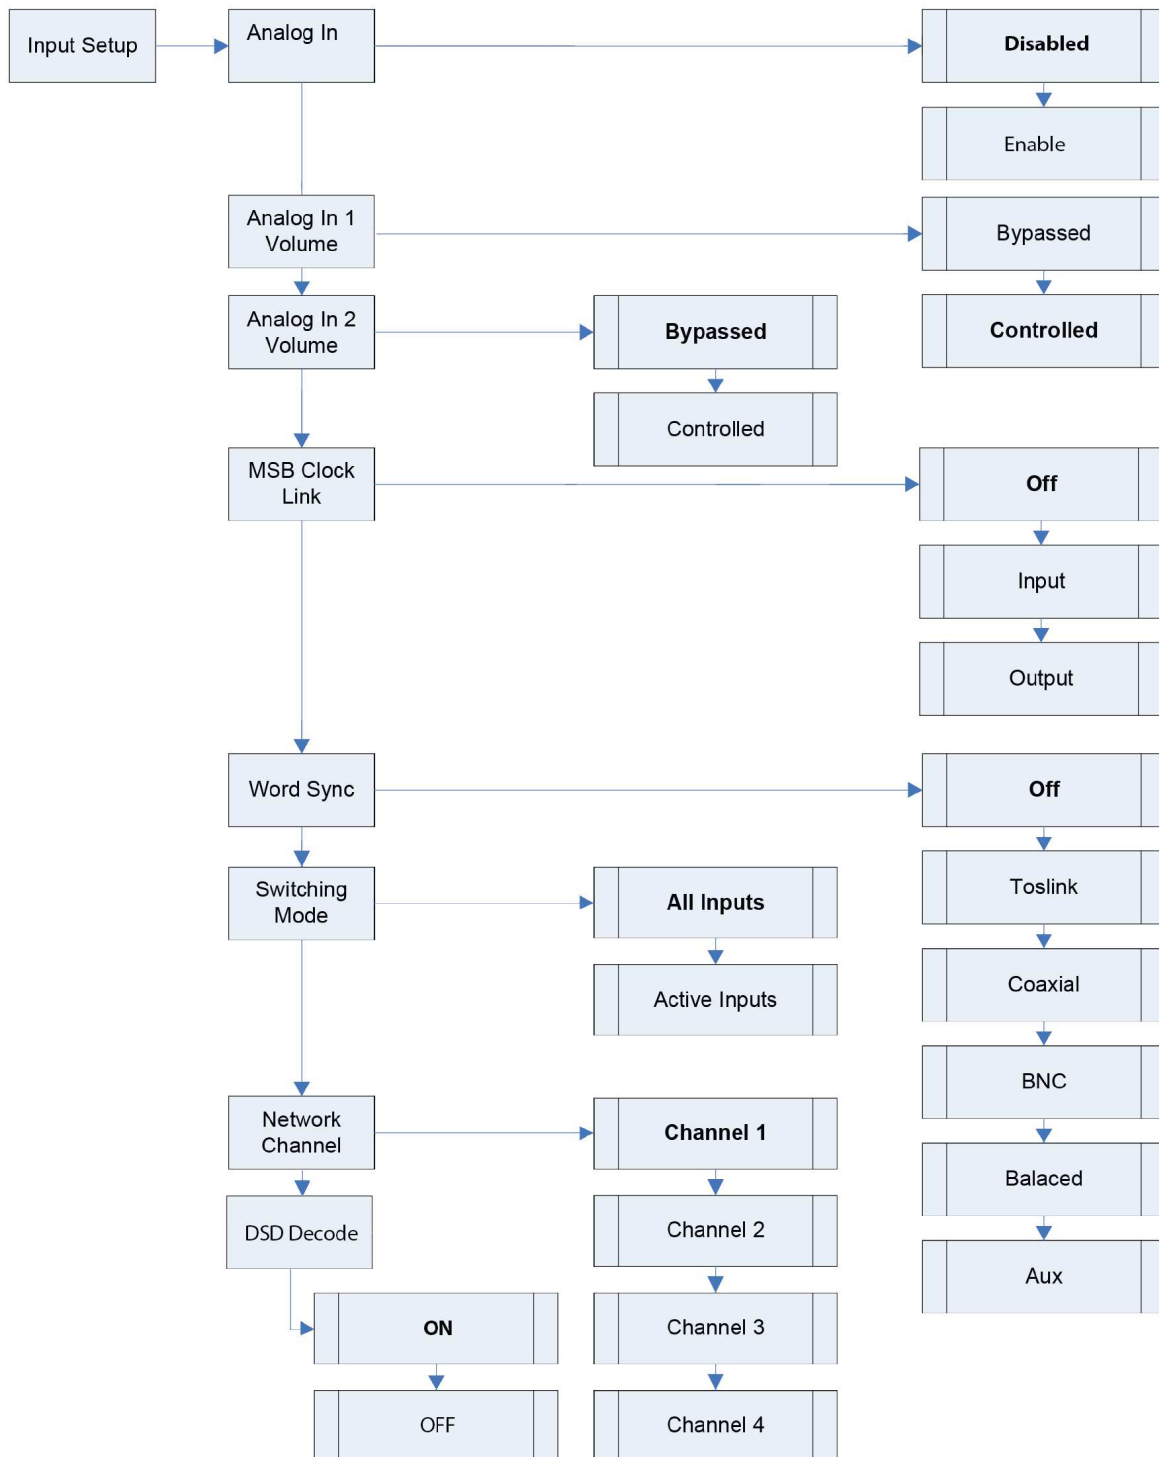 Input Setup
Analog In
Disabled
Enable
Analog In 1
Volume
Bypassed
Controlled
Analog In 2
Volume
Bypassed
Controlled
MSB Clock
Link
Off
Input
Output
Word Sync
Off
Toslink
Coaxial
BNC
Balaced
Aux
Switching
Mode
All Inputs
Active Inputs
Network
Channel
Channel 1
Channel 2
Channel 3
Channel 4
DSD Decode
ON
OFF